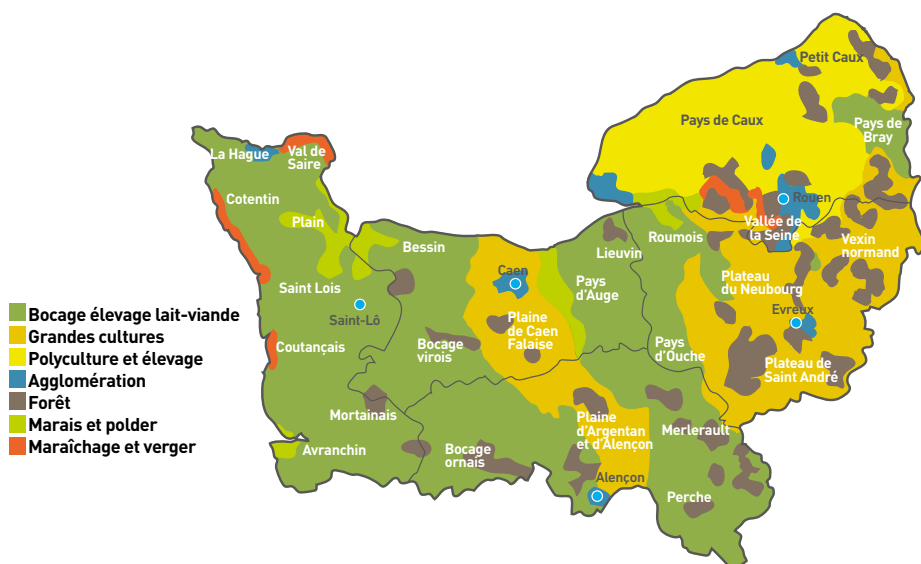 Petit Caux
Pays de Caux
Pays de
Bray
La Hague
Val de
Saire
Cotentin
Plain
Rouen
Vallée de
la Seine
Bessin
Lieuvin
Roumois
Vexin
normand
Caen
Pays
d'Auge
Plateau
du Neubourg
Saint Lois
Saint-Lô
Evreux
Plaine
de Caen
Falaise
Coutançais
Bocage
virois
Pays
d'Ouche
Plateau de
Saint André
Mortainais
Plaine
d'Argentan
et d'Alençon
Merlerault
Avranchin
Bocage
ornais
Alençon
Perche
Bocage élevage lait-viande
Grandes cultures
Polyculture et élevage
Agglomération
Forêt
Marais et polder
Maraîchage et verger